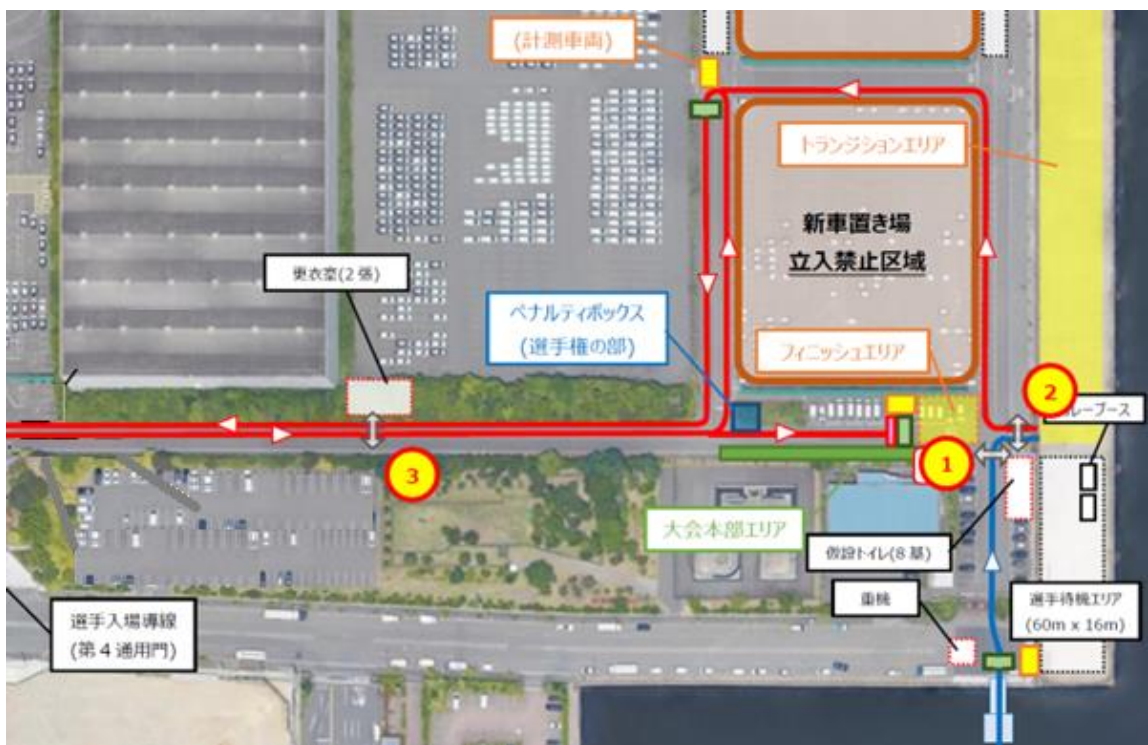 (計測車両)
トランジションエリア
新車置き場
立入禁止区域
更衣室(2 張)
ペナルティボックス
(選手権の部)
フィニッシュエリア
2
レーブース
1
3
大会本部エリア
仮設トイレ(8 基)
重機
選手待機エリア
(60m x 16m)
選手入場導線
(第４通用門)